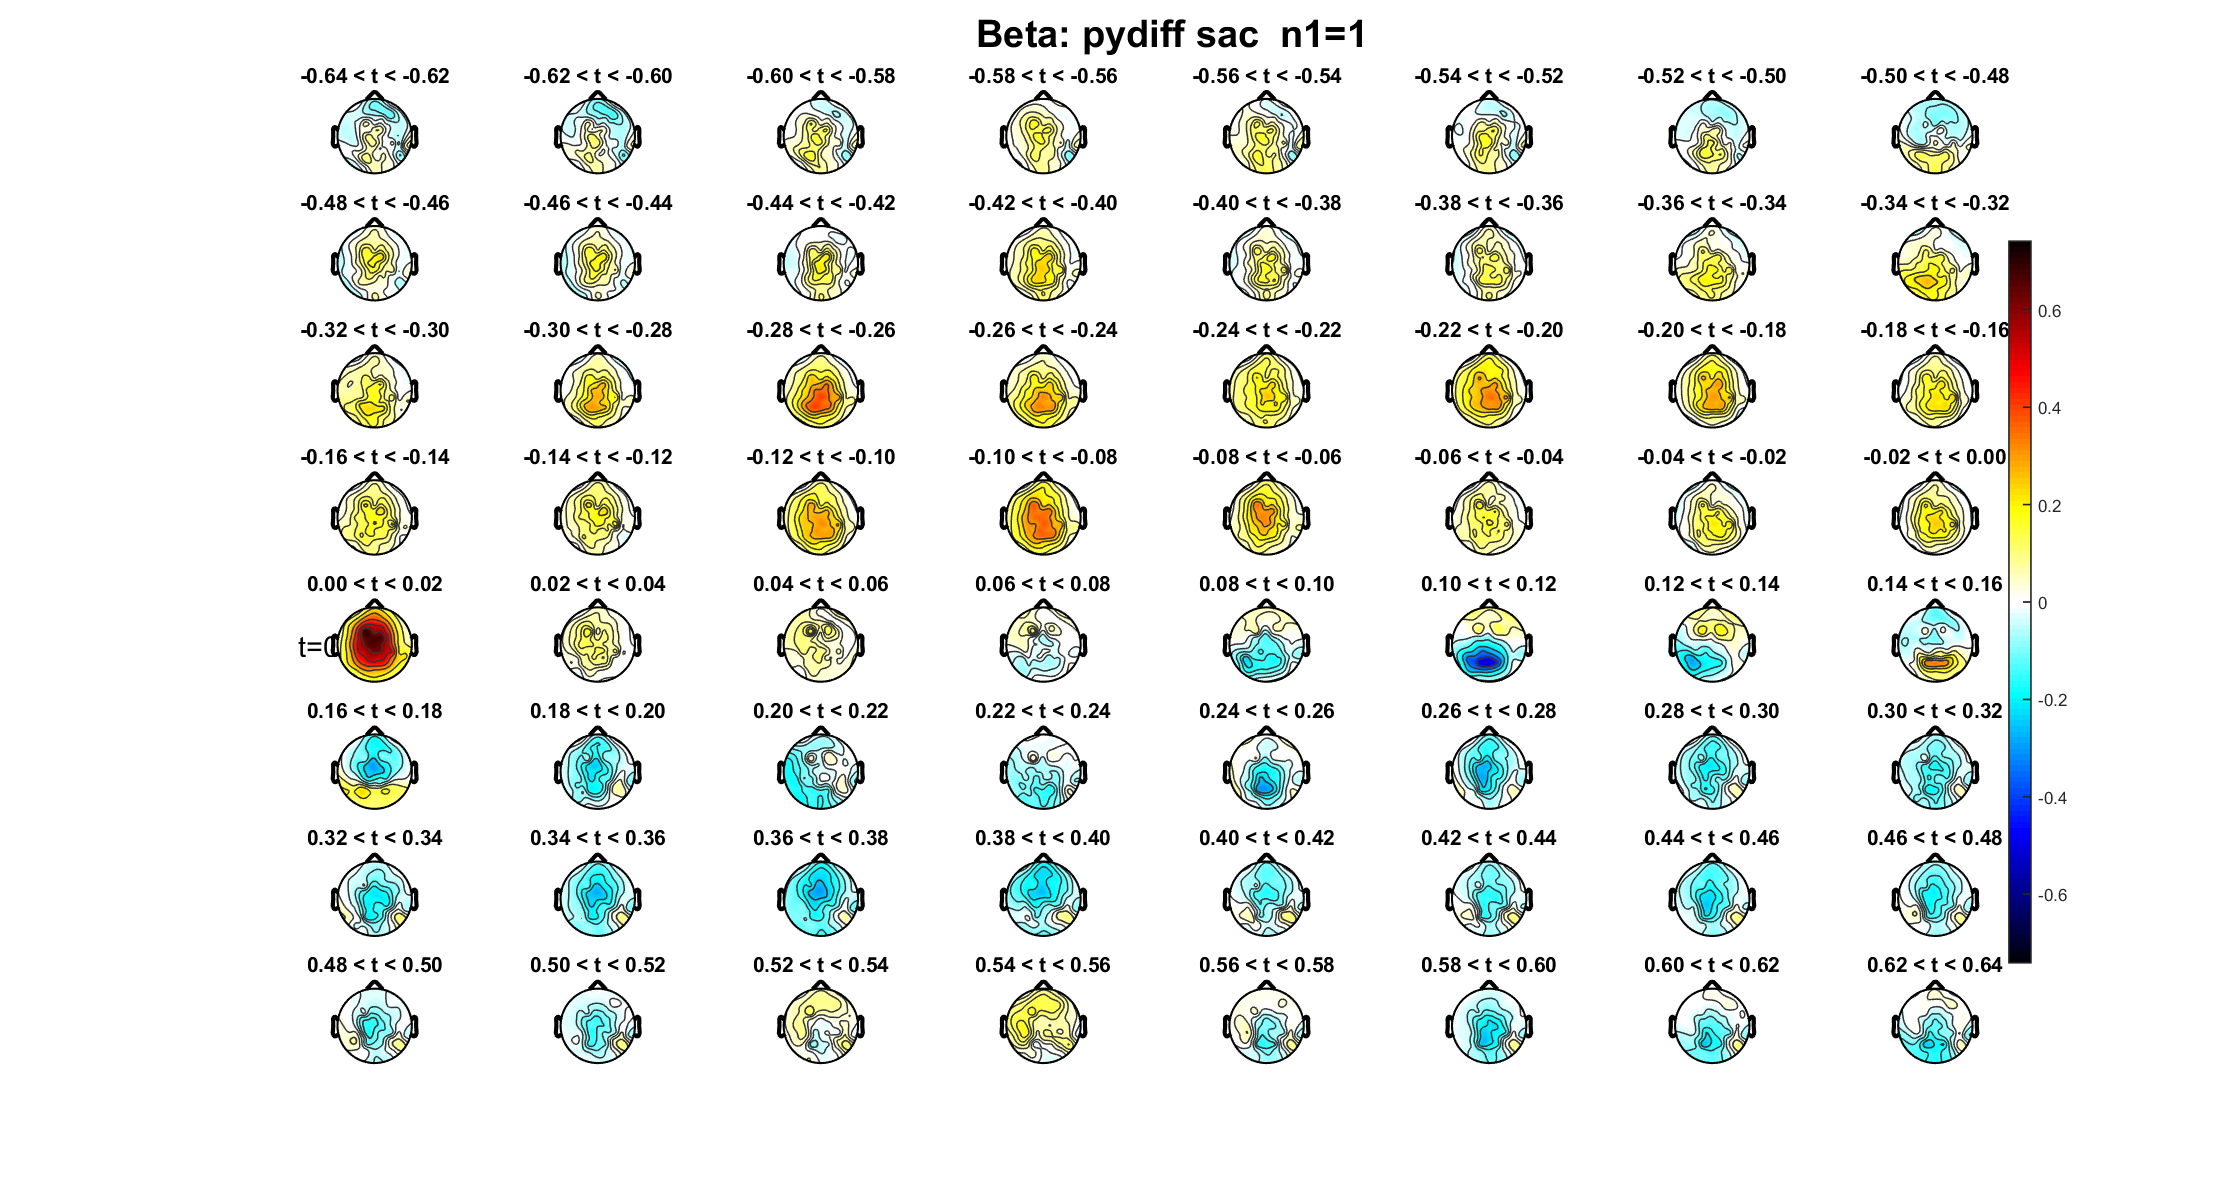 Beta: pydiff sac  n1=1
-0.64 < t < -0.62 -0.62 < t < -0.60 -0.60 < t < -0.58 -0.58 < t < -0.56 -0.56 < t < -0.54 -0.54 < t < -0.52 -0.52 < t < -0.50 -0.50 < t < -0.48
-0.48 < t < -0.46 -0.46 < t < -0.44 -0.44 < t < -0.42 -0.42 < t < -0.40 -0.40 < t < -0.38 -0.38 < t < -0.36 -0.36 < t < -0.34 -0.34 < t < -0.32
-0.32 < t < -0.30 -0.30 < t < -0.28 -0.28 < t < -0.26 -0.26 < t < -0.24 -0.24 < t < -0.22 -0.22 < t < -0.20 -0.20 < t < -0.18 -0.18 < t < -0.16
-0.16 < t < -0.14 -0.14 < t < -0.12 -0.12 < t < -0.10 -0.10 < t < -0.08 -0.08 < t < -0.06 -0.06 < t < -0.04 -0.04 < t < -0.02 -0.02 < t < 0.00
0.00 < t < 0.02 0.02 < t < 0.04 0.04 < t < 0.06 0.06 < t < 0.08 0.08 < t < 0.10 0.10 < t < 0.12 0.12 < t < 0.14 0.14 < t < 0.16
t=0
0.16 < t < 0.18 0.18 < t < 0.20 0.20 < t < 0.22 0.22 < t < 0.24 0.24 < t < 0.26 0.26 < t < 0.28 0.28 < t < 0.30 0.30 < t < 0.32
0.32 < t < 0.34 0.34 < t < 0.36 0.36 < t < 0.38 0.38 < t < 0.40 0.40 < t < 0.42 0.42 < t < 0.44 0.44 < t < 0.46 0.46 < t < 0.48
0.48 < t < 0.50 0.50 < t < 0.52 0.52 < t < 0.54 0.54 < t < 0.56 0.56 < t < 0.58 0.58 < t < 0.60 0.60 < t < 0.62 0.62 < t < 0.64
0.6
0.4
0.2
0
-0.2
-0.4
-0.6